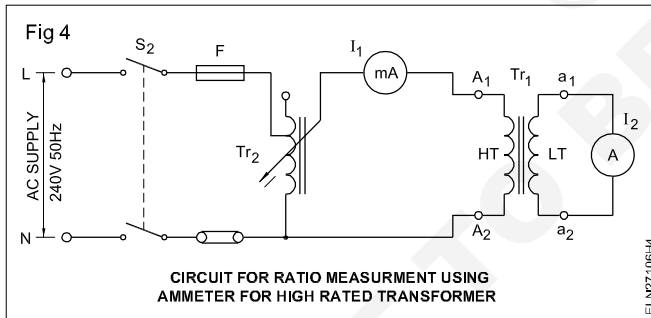 Fig 4
S2
F
I1
mA
A1
Tr1
a1
I2
L
AC SUPPLY
240V 50Hz
Tr2
HT
LT
A
N
A2
a2
CIRCUIT FOR RATIO MEASURMENT USING
AMMETER FOR HIGH RATED TRANSFORMER
ELN27106H4